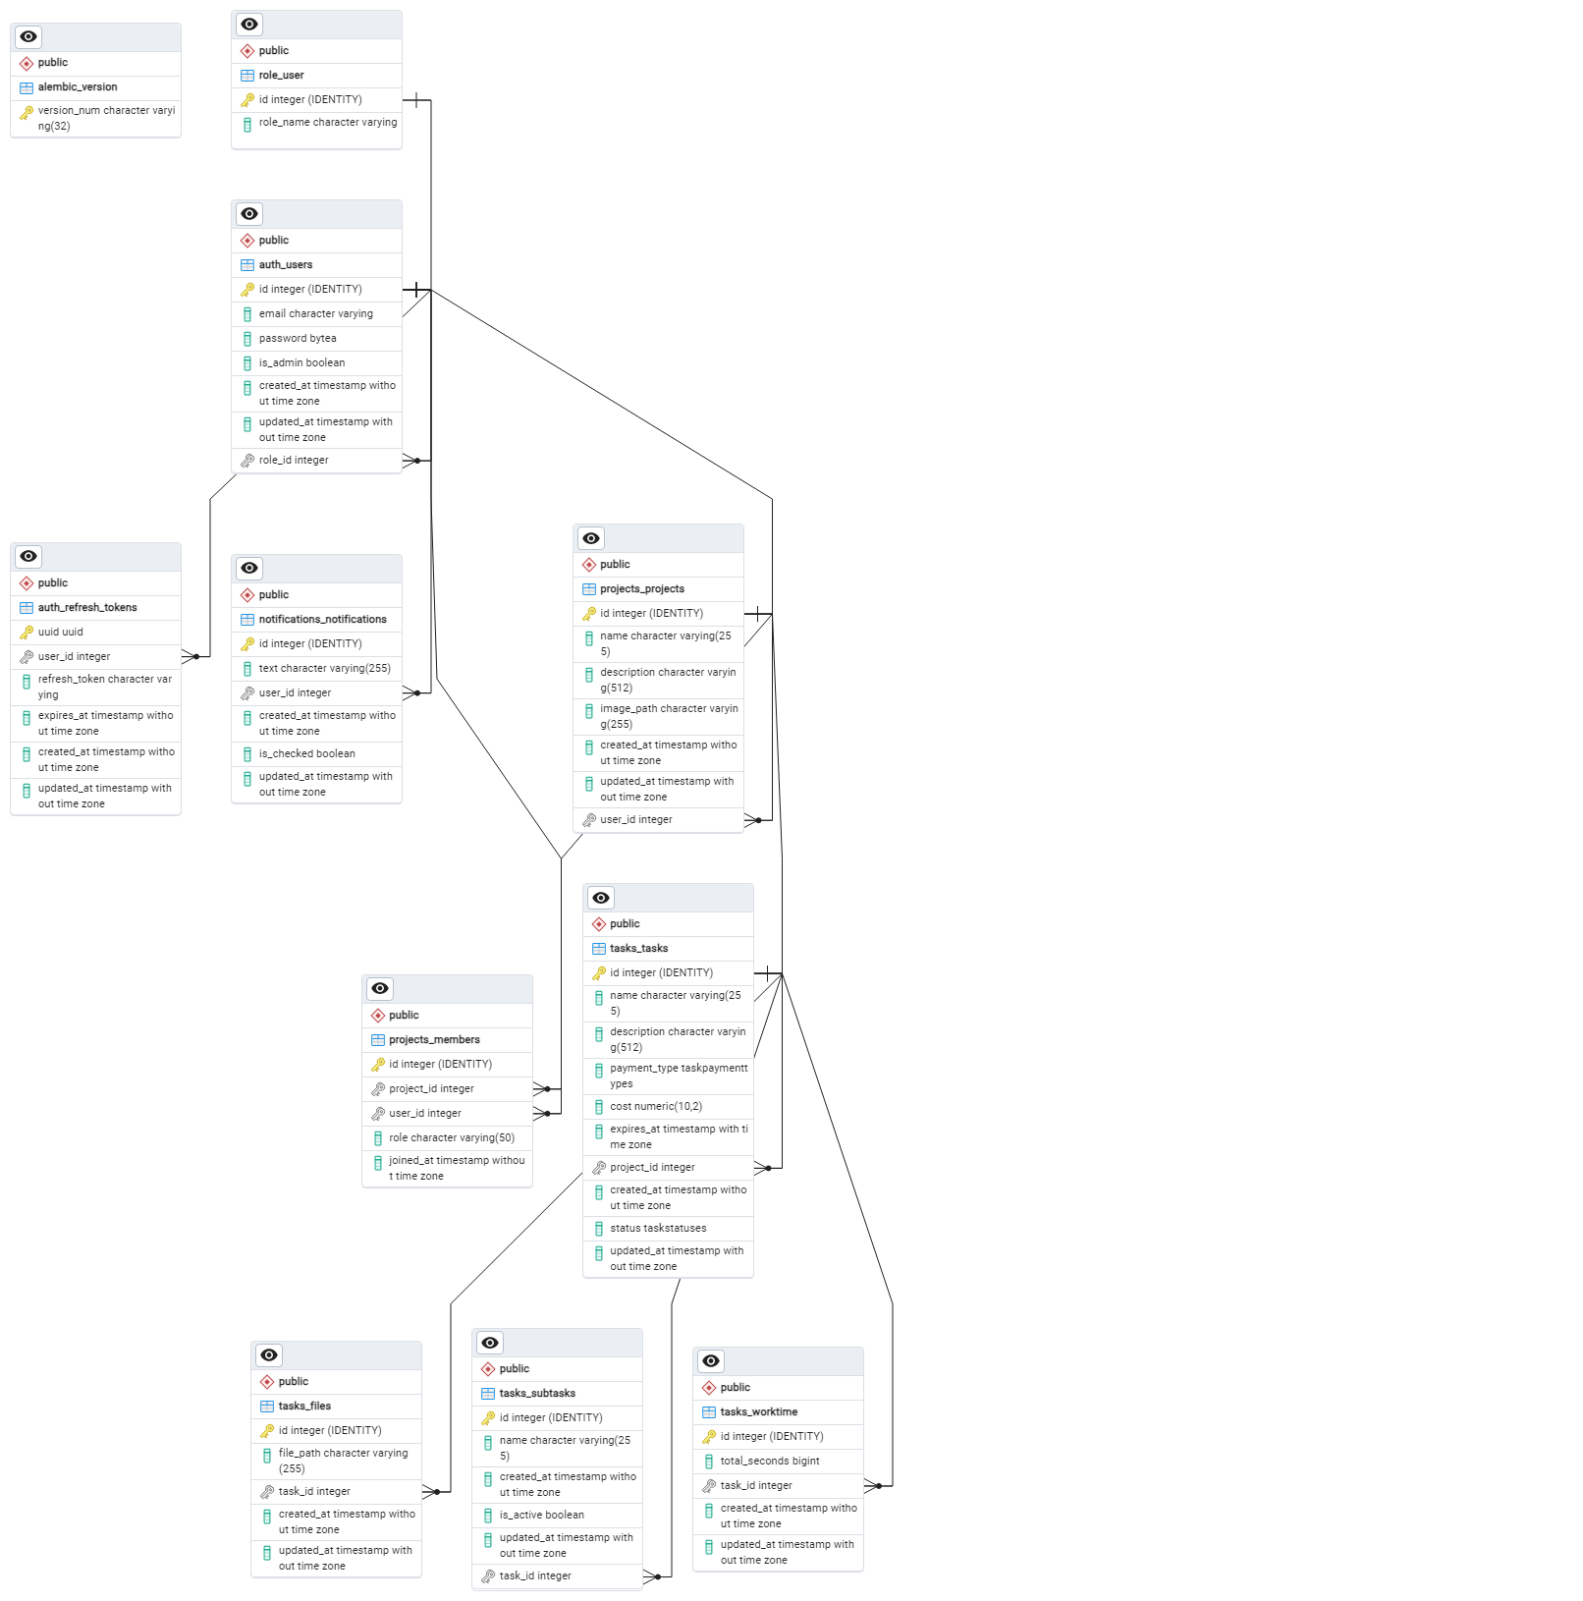 public
alembic_version
version_num character varyi
ng(32)
public
role_user
id integer (IDENTITY)
role_name character varying
public
auth_users
id integer (IDENTITY)
email character varying
password bytea
is_admin boolean
created_at timestamp witho
ut time zone
updated_at timestamp with
out time zone
role_id integer
public
auth_refresh_tokens
uuid uuid
user_id integer
refresh_token character var
ying
expires_at timestamp witho
ut time zone
created_at timestamp witho
ut time zone
updated_at timestamp with
out time zone
public
notifications_notifications
id integer (IDENTITY)
text character varying(255)
user_id integer
created_at timestamp witho
ut time zone
is_checked boolean
updated_at timestamp with
out time zone
public
projects_projects
id integer (IDENTITY)
name character varying(25
5)
description character varyin
g(512)
image_path character varyin
g(255)
created_at timestamp witho
ut time zone
updated_at timestamp with
out time zone
user_id integer
public
projects_members
id integer (IDENTITY)
project_id integer
user_id integer
role character varying(50)
joined_at timestamp withou
t time zone
public
tasks_tasks
id integer (IDENTITY)
name character varying(25
5)
description character varyin
g(512)
payment_type taskpaymentt
ypes
cost numeric(10,2)
expires_at timestamp with ti
me zone
project_id integer
created_at timestamp witho
ut time zone
status taskstatuses
updated_at timestamp with
out time zone
public
tasks_files
id integer (IDENTITY)
file_path character varying
(255)
task_id integer
created_at timestamp witho
ut time zone
updated_at timestamp with
out time zone
public
tasks_subtasks
id integer (IDENTITY)
name character varying(25
5)
created_at timestamp witho
ut time zone
is_active boolean
updated_at timestamp with
out time zone
task_id integer
public
tasks_worktime
id integer (IDENTITY)
total_seconds bigint
task_id integer
created_at timestamp witho
ut time zone
updated_at timestamp with
out time zone